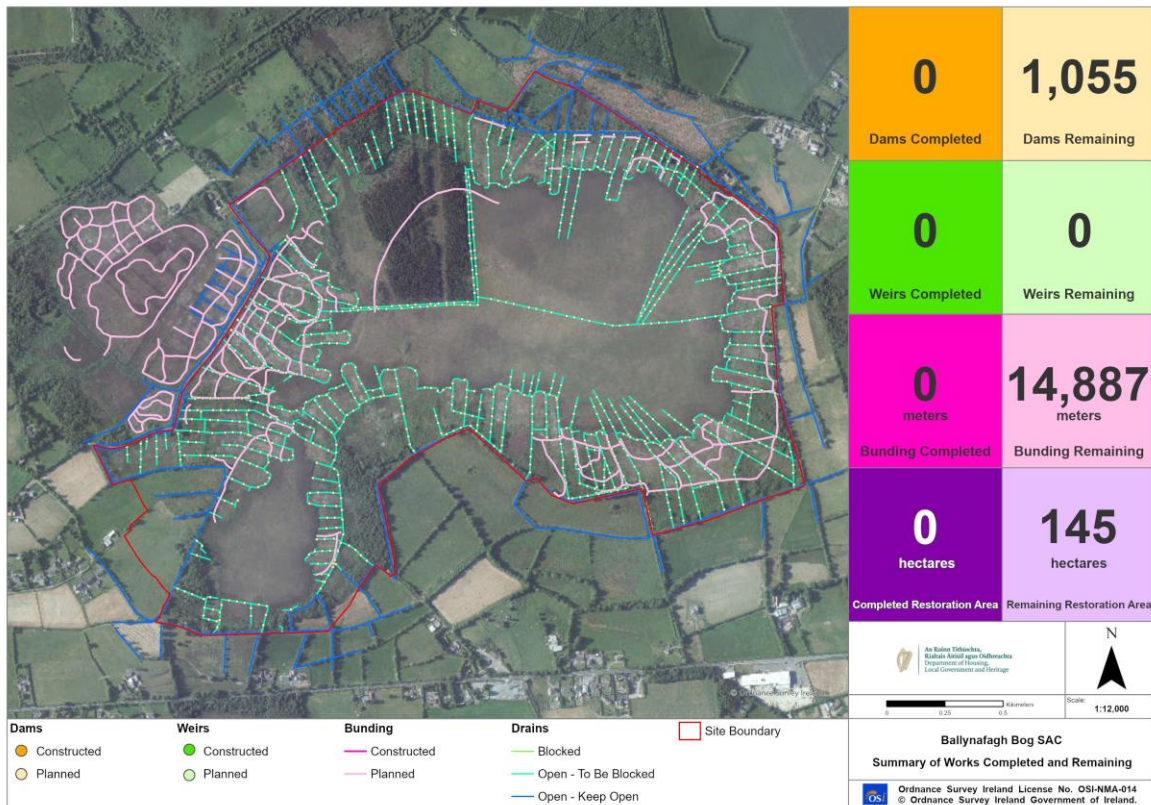 0
Dams Completed
1,055
Dams Remaining
0
Weirs Completed
0
Weirs Remaining
0
meters
Bunding Completed
14,887
meters
Bunding Remaining
0
hectares
Completed Restoration Area
145
hectares
Remaining Restoration Area
© Ordnance Survey Ireland
An Roinn Tithíochta,
Rialtais Áitiúil agus Oidhreachta
Department of Housing,
Local Government and Heritage
N
0 0.25 0.5
Kilometers
Scale:
1:12,000
Ballynafagh Bog SAC
Summary of Works Completed and Remaining
OSi
Ordnance Survey Ireland License No. OSI-NMA-014
© Ordnance Survey Ireland Government of Ireland.
Dams
Constructed
Planned
Weirs
Constructed
Planned
Bunding
Constructed
Planned
Drains
Blocked
Open - To Be Blocked
Open - Keep Open
Site Boundary